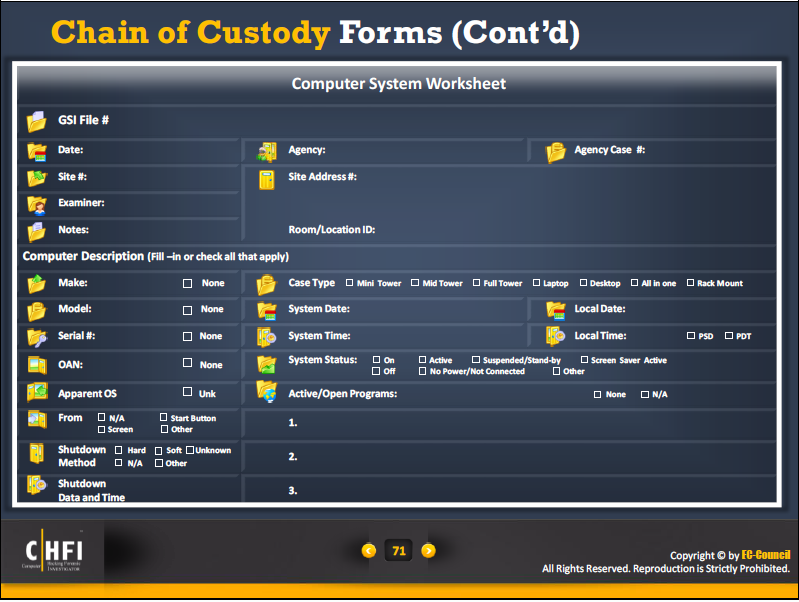 Chain of Custody Forms (Cont’d)
Computer System Worksheet
GSI File #
Date: Agency: Agency Case #:
Site #: Site Address #:
Examiner:
Notes: Room/Location ID:
Computer Description (Fill –in or check all that apply)
Make: None Case Type Mini Tower Mid Tower Full Tower Laptop Desktop All in one Rack Mount
Model: None System Date: Local Date:
Serial #: None System Time: Local Time: PSD PDT
OAN: None System Status: On Active Suspended/Stand-by Screen Saver Active
Off No Power/Not Connected Other
Apparent OS Unk Active/Open Programs: None N/A
From N/A Start Button
Screen Other
1.
Shutdown Method Hard Soft Unknown
N/A Other
2.
Shutdown
Data and Time
3.
CHFI
Computer Hacking Forensic
INVESTIGATOR
71
Copyright © by EC-Council
All Rights Reserved. Reproduction is Strictly Prohibited.